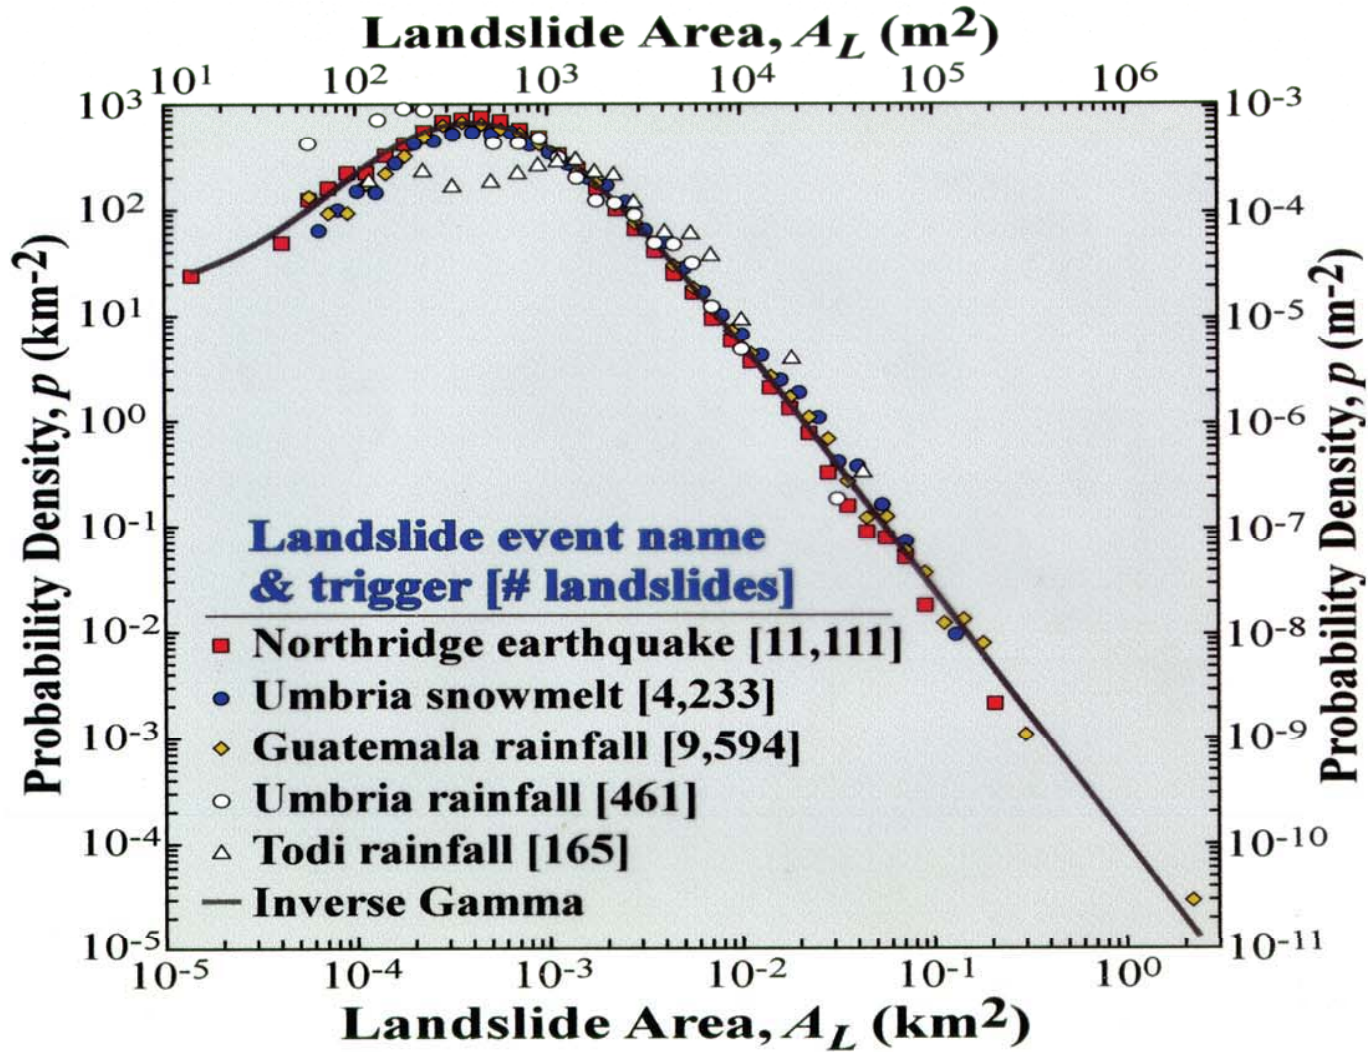 Landslide Area, A_L (m²)
10¹ 10² 10³ 10⁴ 10⁵ 10⁶
Probability Density, p (km⁻²)
10³
10²
10¹
10⁰
10⁻¹
10⁻²
10⁻³
10⁻⁴
10⁻⁵
Landslide event name
& trigger [# landslides]
Northridge earthquake [11,111]
Umbria snowmelt [4,233]
Guatemala rainfall [9,594]
Umbria rainfall [461]
Todi rainfall [165]
Inverse Gamma
10⁻³
10⁻⁴
10⁻⁵
10⁻⁶
10⁻⁷
10⁻⁸
10⁻⁹
10⁻¹⁰
10⁻¹¹
Probability Density, p (m⁻²)
10⁻⁵ 10⁻⁴ 10⁻³ 10⁻² 10⁻¹ 10⁰
Landslide Area, A_L (km²)